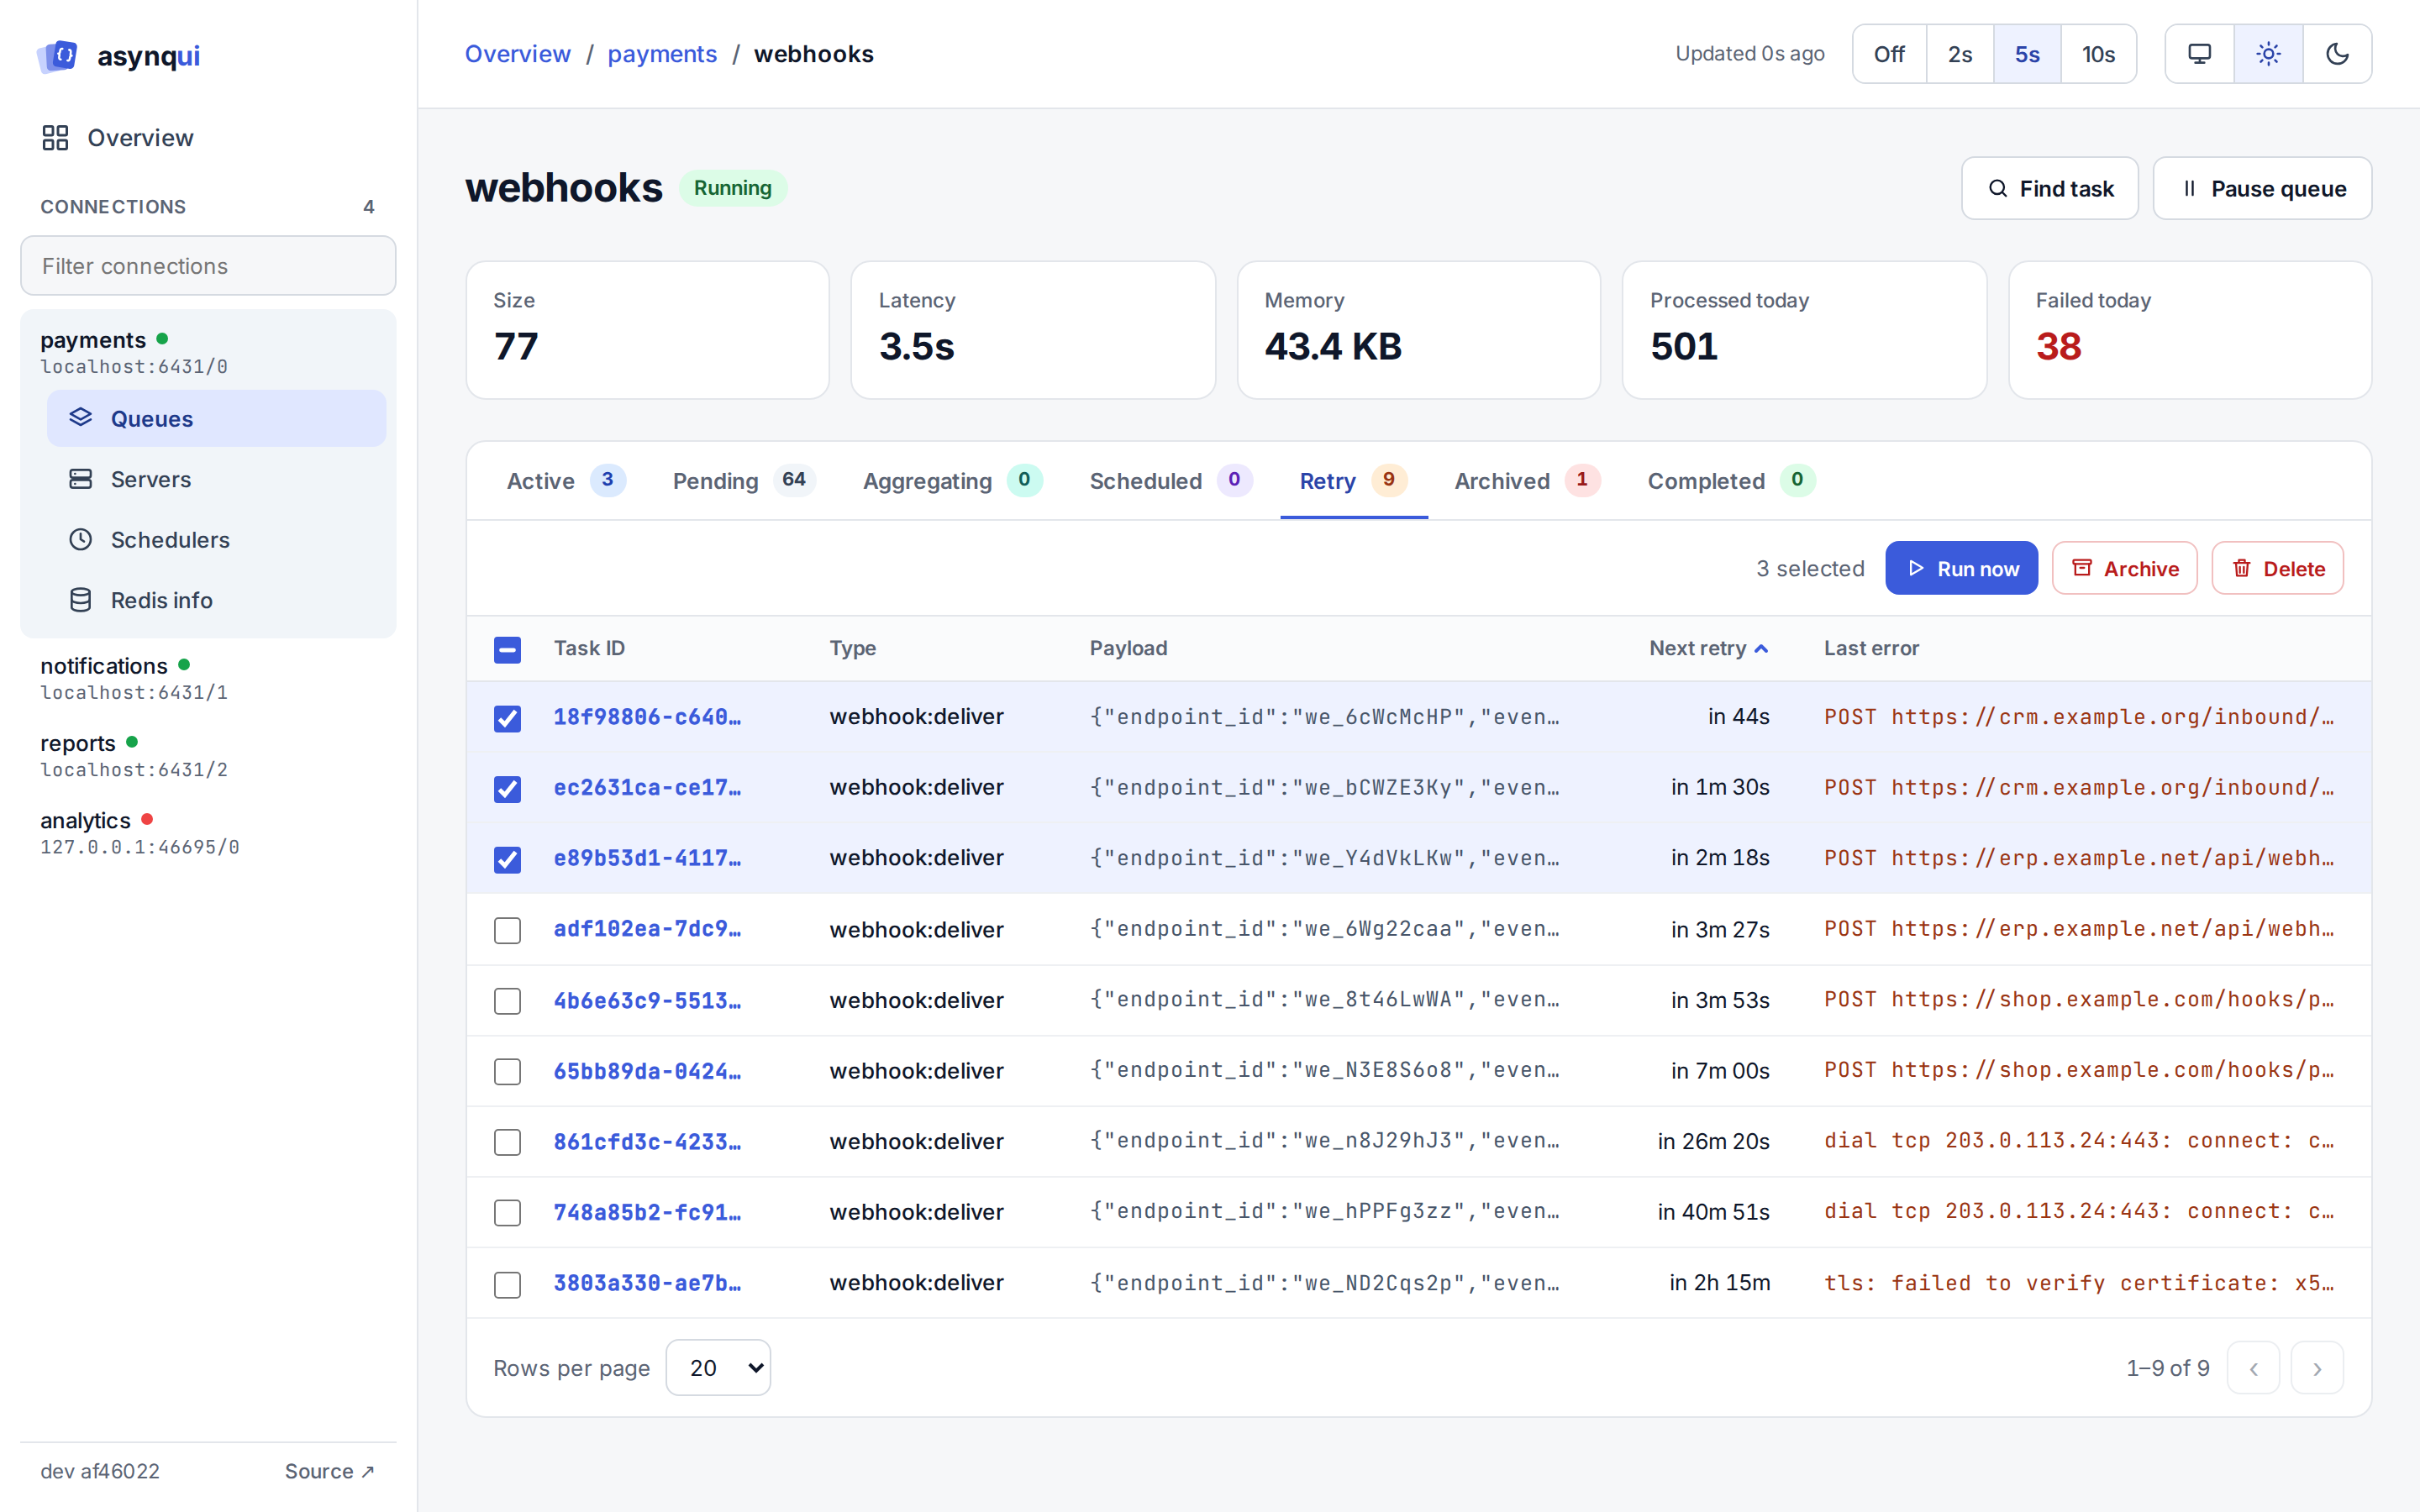 asynqui
Overview
CONNECTIONS 4
Filter connections
payments
localhost:6431/0
Queues
Servers
Schedulers
Redis info
notifications
localhost:6431/1
reports
localhost:6431/2
analytics
127.0.0.1:46695/0
dev af46022 Source ↗
Overview / payments / webhooks
Updated 0s ago Off 2s 5s 10s
webhooks Running
Find task Pause queue
Size
77
Latency
3.5s
Memory
43.4 KB
Processed today
501
Failed today
38
Active 3 Pending 64 Aggregating 0 Scheduled 0 Retry 9 Archived 1 Completed 0
3 selected Run now Archive Delete
Task ID Type Payload Next retry Last error
18f98806-c640… webhook:deliver {"endpoint_id":"we_6cWcMcHP","even… in 44s POST https://crm.example.org/inbound/…
ec2631ca-ce17… webhook:deliver {"endpoint_id":"we_bCWZE3Ky","even… in 1m 30s POST https://crm.example.org/inbound/…
e89b53d1-4117… webhook:deliver {"endpoint_id":"we_Y4dVkLKw","even… in 2m 18s POST https://erp.example.net/api/webh…
adf102ea-7dc9… webhook:deliver {"endpoint_id":"we_6Wg22caa","even… in 3m 27s POST https://erp.example.net/api/webh…
4b6e63c9-5513… webhook:deliver {"endpoint_id":"we_8t46LwWA","even… in 3m 53s POST https://shop.example.com/hooks/p…
65bb89da-0424… webhook:deliver {"endpoint_id":"we_N3E8S6o8","even… in 7m 00s POST https://shop.example.com/hooks/p…
861cfd3c-4233… webhook:deliver {"endpoint_id":"we_n8J29hJ3","even… in 26m 20s dial tcp 203.0.113.24:443: connect: c…
748a85b2-fc91… webhook:deliver {"endpoint_id":"we_hPPFg3zz","even… in 40m 51s dial tcp 203.0.113.24:443: connect: c…
3803a330-ae7b… webhook:deliver {"endpoint_id":"we_ND2Cqs2p","even… in 2h 15m tls: failed to verify certificate: x5…
Rows per page 20 1–9 of 9 ‹ ›